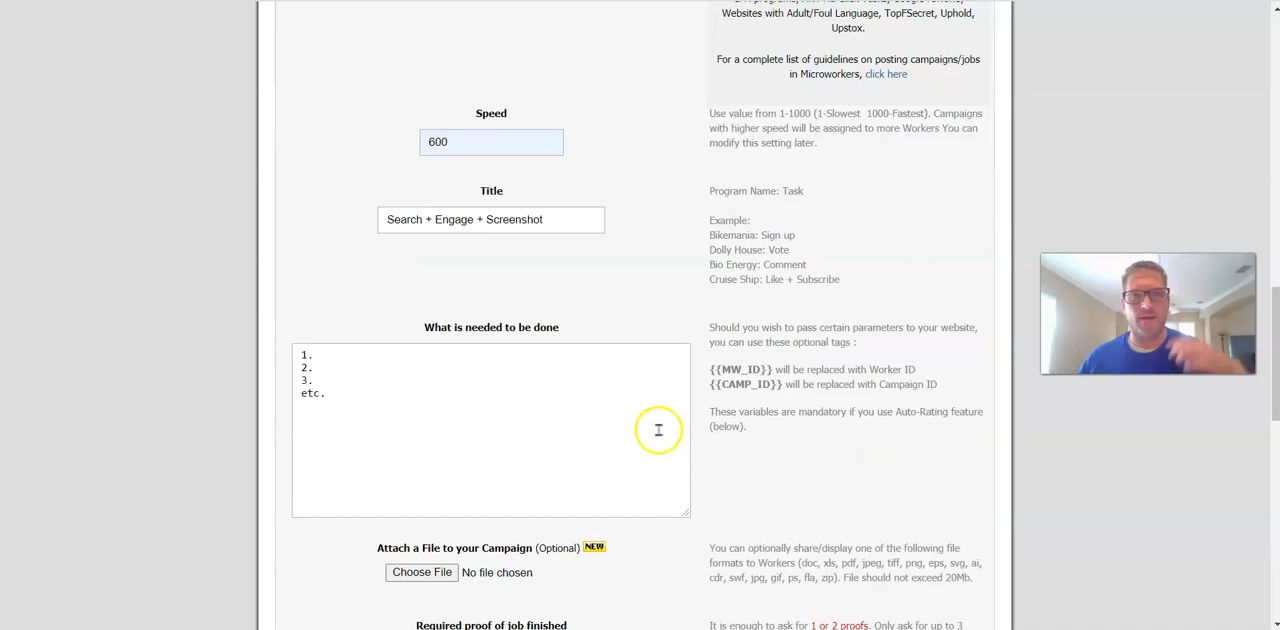 Websites with Adult/Foul Language, TopFSecret, Uphold,
Upstox.
For a complete list of guidelines on posting campaigns/jobs
in Microworkers, click here
Speed
600
Use value from 1-1000 (1-Slowest 1000-Fastest). Campaigns
with higher speed will be assigned to more Workers You can
modify this setting later.
Title
Search + Engage + Screenshot
Program Name: Task
Example:
Bikemania: Sign up
Dolly House: Vote
Bio Energy: Comment
Cruise Ship: Like + Subscribe
What is needed to be done
1.
2.
3.
etc.
Should you wish to pass certain parameters to your website,
you can use these optional tags :
{{MW_ID}} will be replaced with Worker ID
{{CAMP_ID}} will be replaced with Campaign ID
These variables are mandatory if you use Auto-Rating feature
(below).
Attach a File to your Campaign (Optional) NEW
Choose File No file chosen
You can optionally share/display one of the following file
formats to Workers (doc, xls, pdf, jpeg, tiff, png, eps, svg, ai,
cdr, swf, jpg, gif, ps, fla, zip). File should not exceed 20Mb.
Required proof of job finished
It is enough to ask for 1 or 2 proofs. Only ask for up to 3